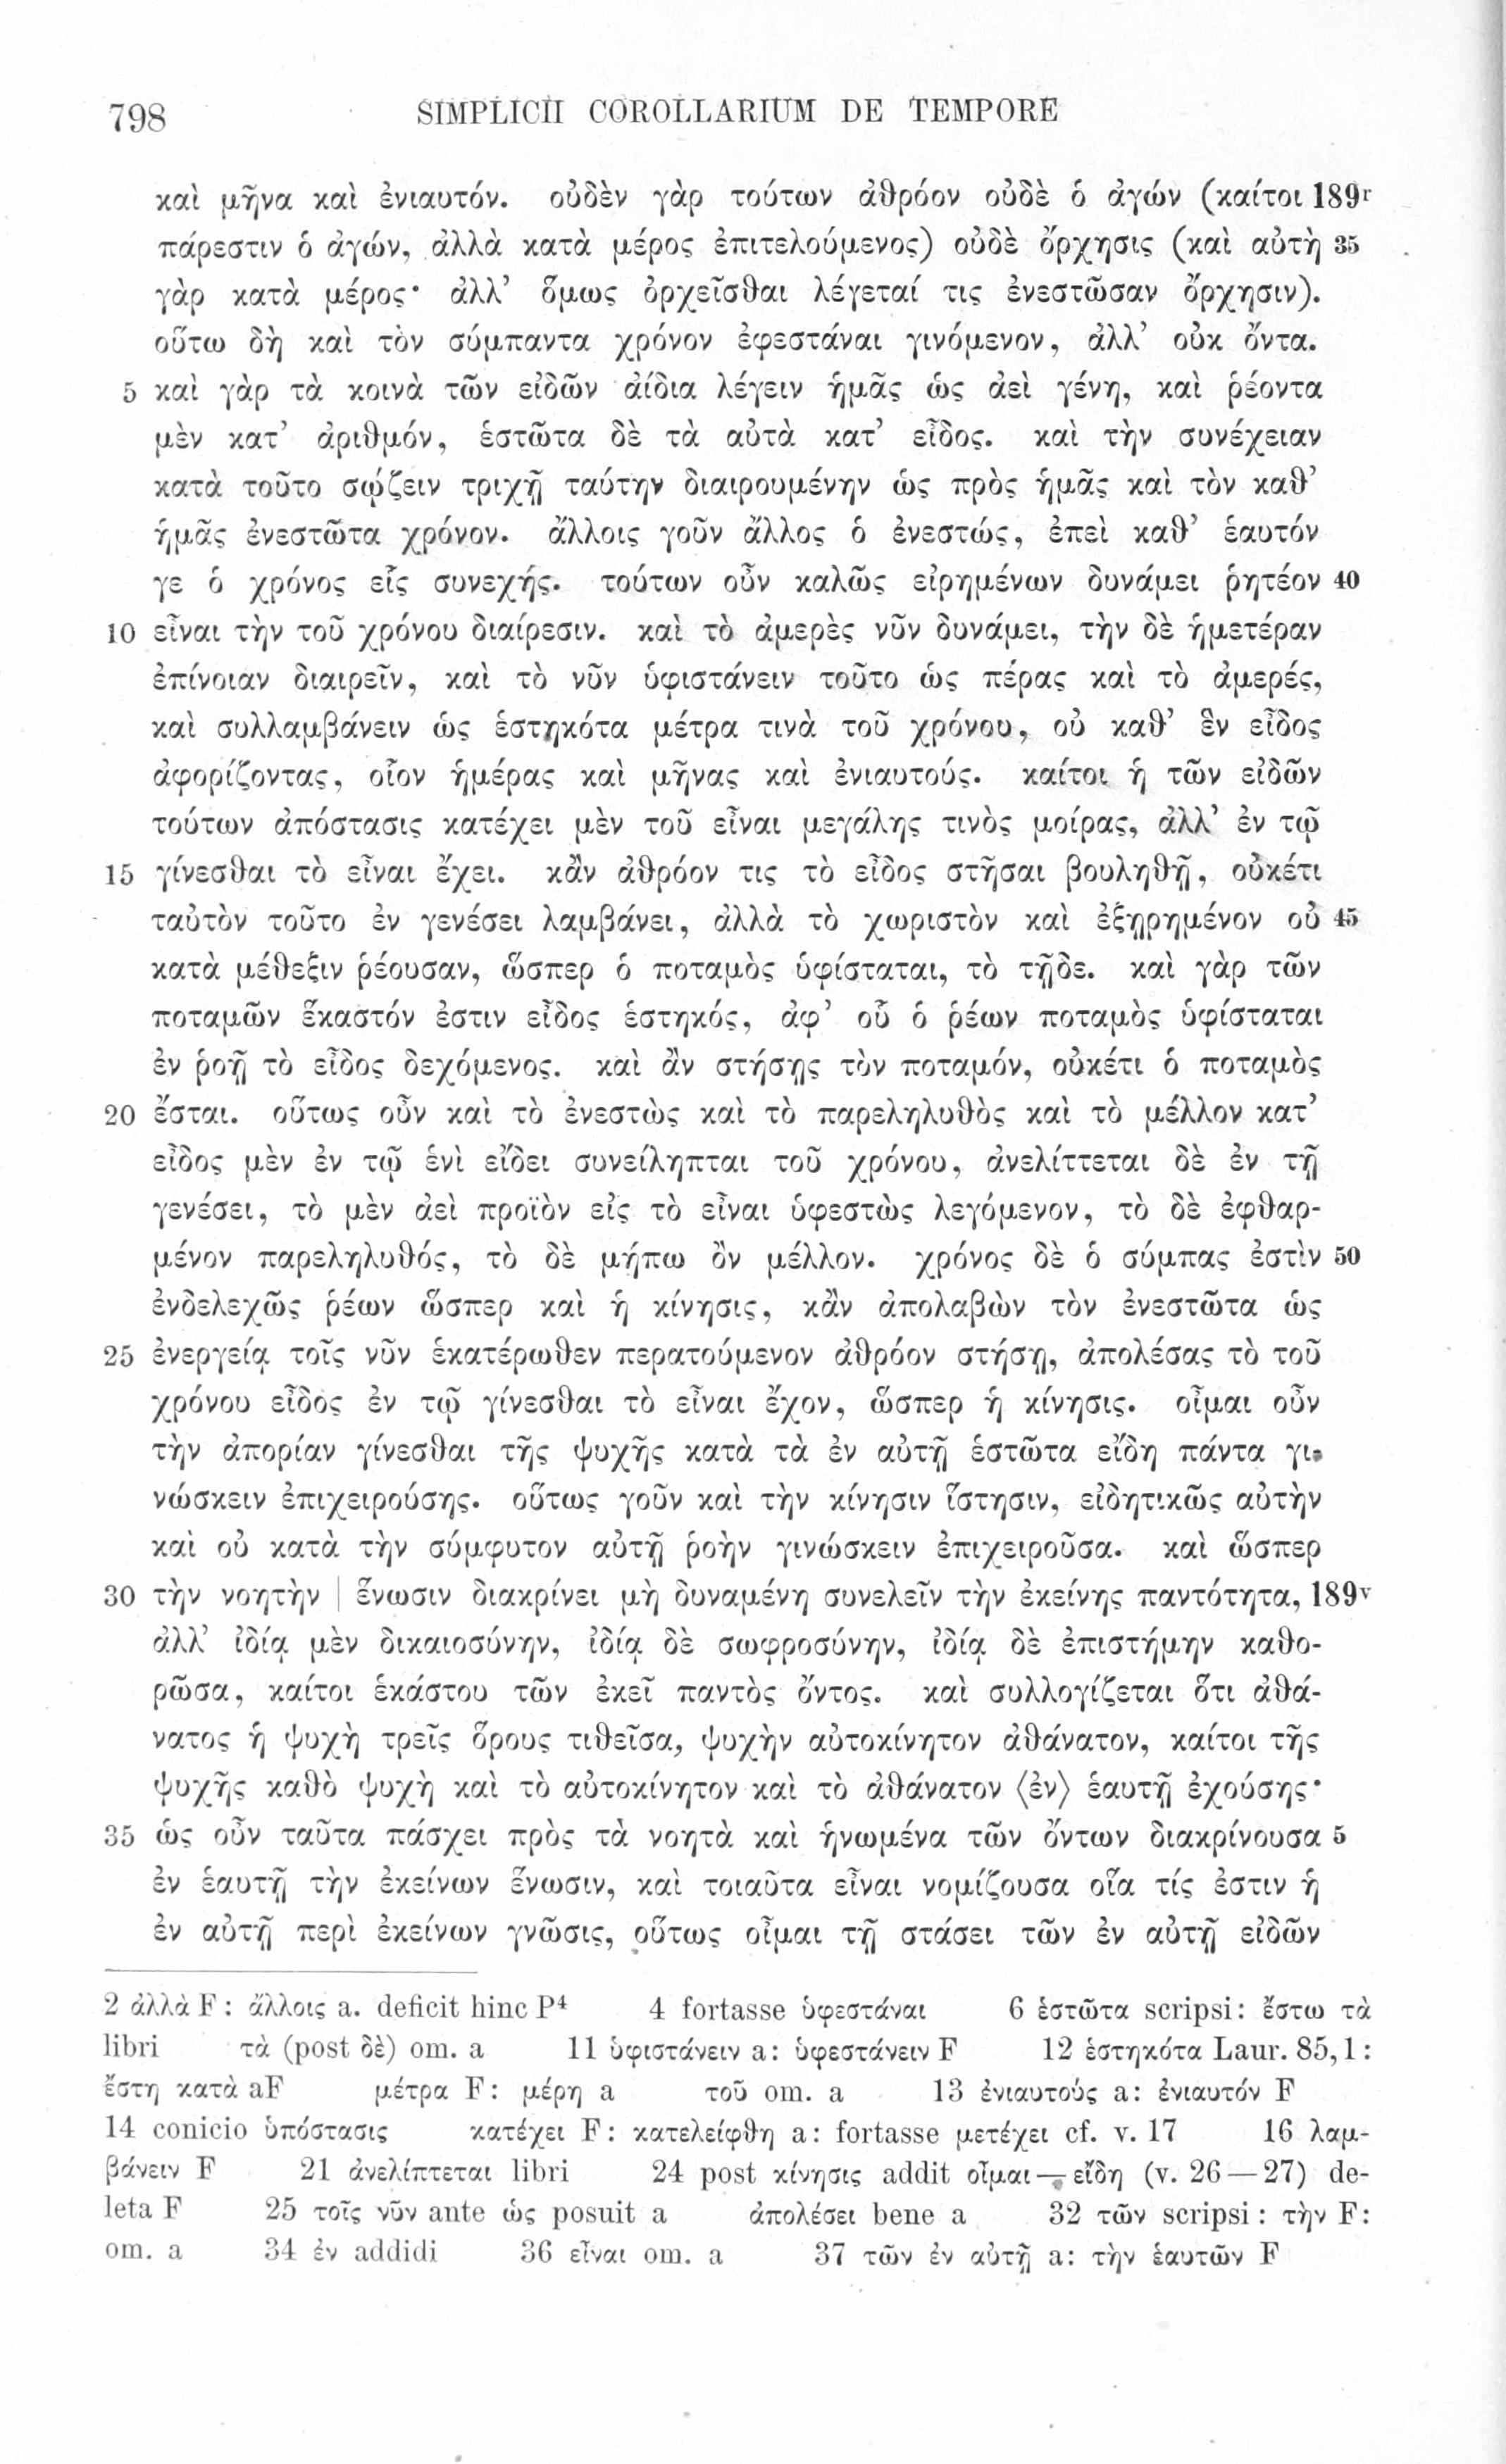 798 SIMPLICII COROLLARIUM DE TEMPORE
καὶ μῆνα καὶ ἐνιαυτόν. οὐδὲν γὰρ τούτων ἀθρόον οὐδὲ ὁ ἀγών (καίτοι 189r
πάρεστιν ὁ ἀγών, ἀλλὰ κατὰ μέρος ἐπιτελούμενος) οὐδὲ ὄρχησις (καὶ αὐτὴ 35
γὰρ κατὰ μέρος· ἀλλ’ ὅμως ὀρχεῖσθαι λέγεταί τις ἐνεστῶσαν ὄρχησιν).
οὕτω δὴ καὶ τὸν σύμπαντα χρόνον ἐφεστάναι γινόμενον, ἀλλ’ οὐκ ὄντα.
5 καὶ γὰρ τὰ κοινὰ τῶν εἰδῶν ἀίδια λέγειν ἡμᾶς ὡς ἀεὶ γένη, καὶ ῥέοντα
μὲν κατ’ ἀριθμόν, ἑστῶτα δὲ τὰ αὐτὰ κατ’ εἶδος. καὶ τὴν συνέχειαν
κατὰ τοῦτο σῴζειν τριχῇ ταύτην διαιρουμένην ὡς πρὸς ἡμᾶς καὶ τὸν καθ’
ἡμᾶς ἐνεστῶτα χρόνον. ἄλλοις γοῦν ἄλλος ὁ ἐνεστώς, ἐπεὶ καθ’ ἑαυτόν
γε ὁ χρόνος εἷς συνεχής. τούτων οὖν καλῶς εἰρημένων δυνάμει ῥητέον 40
10 εἶναι τὴν τοῦ χρόνου διαίρεσιν. καὶ τὸ ἀμερὲς νῦν δυνάμει, τὴν δὲ ἡμετέραν
ἐπίνοιαν διαιρεῖν, καὶ τὸ νῦν ὑφιστάνειν τοῦτο ὡς πέρας καὶ τὸ ἀμερές,
καὶ συλλαμβάνειν ὡς ἑστηκότα μέτρα τινὰ τοῦ χρόνου, οὐ καθ’ ἓν εἶδος
ἀφορίζοντας, οἷον ἡμέρας καὶ μῆνας καὶ ἐνιαυτούς. καίτοι ἡ τῶν εἰδῶν
τούτων ἀπόστασις κατέχει μὲν τοῦ εἶναι μεγάλης τινὸς μοίρας, ἀλλ’ ἐν τῷ
15 γίνεσθαι τὸ εἶναι ἔχει. κἂν ἀθρόον τις τὸ εἶδος στῆσαι βουληθῇ, οὐκέτι
ταὐτὸν τοῦτο ἐν γενέσει λαμβάνει, ἀλλὰ τὸ χωριστὸν καὶ ἐξῃρημένον οὐ 45
κατὰ μέθεξιν ῥέουσαν, ὥσπερ ὁ ποταμὸς ὑφίσταται, τὸ τῇδε. καὶ γὰρ τῶν
ποταμῶν ἕκαστόν ἐστιν εἶδος ἑστηκός, ἀφ’ οὗ ὁ ῥέων ποταμὸς ὑφίσταται
ἐν ῥοῇ τὸ εἶδος δεχόμενος. καὶ ἂν στήσῃς τὸν ποταμόν, οὐκέτι ὁ ποταμὸς
20 ἔσται. οὕτως οὖν καὶ τὸ ἐνεστὼς καὶ τὸ παρεληλυθὸς καὶ τὸ μέλλον κατ’
εἶδος μὲν ἐν τῷ ἑνὶ εἴδει συνείληπται τοῦ χρόνου, ἀνελίττεται δὲ ἐν τῇ
γενέσει, τὸ μὲν ἀεὶ προϊὸν εἰς τὸ εἶναι ὑφεστὼς λεγόμενον, τὸ δὲ ἐφθαρ-
μένον παρεληλυθός, τὸ δὲ μήπω ὂν μέλλον. χρόνος δὲ ὁ σύμπας ἐστὶν 50
ἐνδελεχῶς ῥέων ὥσπερ καὶ ἡ κίνησις, κἂν ἀπολαβὼν τὸν ἐνεστῶτα ὡς
25 ἐνεργείᾳ τοῖς νῦν ἑκατέρωθεν περατούμενον ἀθρόον στήσῃ, ἀπολέσας τὸ τοῦ
χρόνου εἶδος ἐν τῷ γίνεσθαι τὸ εἶναι ἔχον, ὥσπερ ἡ κίνησις. οἶμαι οὖν
τὴν ἀπορίαν γίνεσθαι τῆς ψυχῆς κατὰ τὰ ἐν αὐτῇ ἑστῶτα εἴδη πάντα γι-
νώσκειν ἐπιχειρούσης. οὕτως γοῦν καὶ τὴν κίνησιν ἵστησιν, εἰδητικῶς αὐτὴν
καὶ οὐ κατὰ τὴν σύμφυτον αὐτῇ ῥοὴν γινώσκειν ἐπιχειροῦσα. καὶ ὥσπερ
30 τὴν νοητὴν | ἕνωσιν διακρίνει μὴ δυναμένη συνελεῖν τὴν ἐκείνης παντότητα, 189v
ἀλλ’ ἰδίᾳ μὲν δικαιοσύνην, ἰδίᾳ δὲ σωφροσύνην, ἰδίᾳ δὲ ἐπιστήμην καθο-
ρῶσα, καίτοι ἑκάστου τῶν ἐκεῖ παντὸς ὄντος. καὶ συλλογίζεται ὅτι ἀθά-
νατος ἡ ψυχὴ τρεῖς ὅρους τιθεῖσα, ψυχὴν αὐτοκίνητον ἀθάνατον, καίτοι τῆς
ψυχῆς καθὸ ψυχὴ καὶ τὸ αὐτοκίνητον καὶ τὸ ἀθάνατον ⟨ἐν⟩ ἑαυτῇ ἐχούσης·
35 ὡς οὖν ταῦτα πάσχει πρὸς τὰ νοητὰ καὶ ἡνωμένα τῶν ὄντων διακρίνουσα 5
ἐν ἑαυτῇ τὴν ἐκείνων ἕνωσιν, καὶ τοιαῦτα εἶναι νομίζουσα οἵα τίς ἐστιν ἡ
ἐν αὐτῇ περὶ ἐκείνων γνῶσις, οὕτως οἶμαι τῇ στάσει τῶν ἐν αὐτῇ εἰδῶν
2 ἀλλὰ F: ἄλλοις a. deficit hinc P⁴ 4 fortasse ὑφεστάναι 6 ἑστῶτα scripsi: ἔστω τὰ
libri τὰ (post δὲ) om. a 11 ὑφιστάνειν a: ὑφεστάνειν F 12 ἑστηκότα Laur. 85,1:
ἔστη κατὰ aF μέτρα F: μέρη a τοῦ om. a 13 ἐνιαυτούς a: ἐνιαυτόν F
14 conicio ὑπόστασις κατέχει F: κατελείφθη a: fortasse μετέχει cf. v. 17 16 λαμ-
βάνειν F 21 ἀνελίπτεται libri 24 post κίνησις addit οἶμαι—εἴδη (v. 26—27) de-
leta F 25 τοῖς νῦν ante ὡς posuit a ἀπολέσει bene a 32 τῶν scripsi: τὴν F:
om. a 34 ἐν addidi 36 εἶναι om. a 37 τῶν ἐν αὐτῇ a: τὴν ἑαυτῶν F